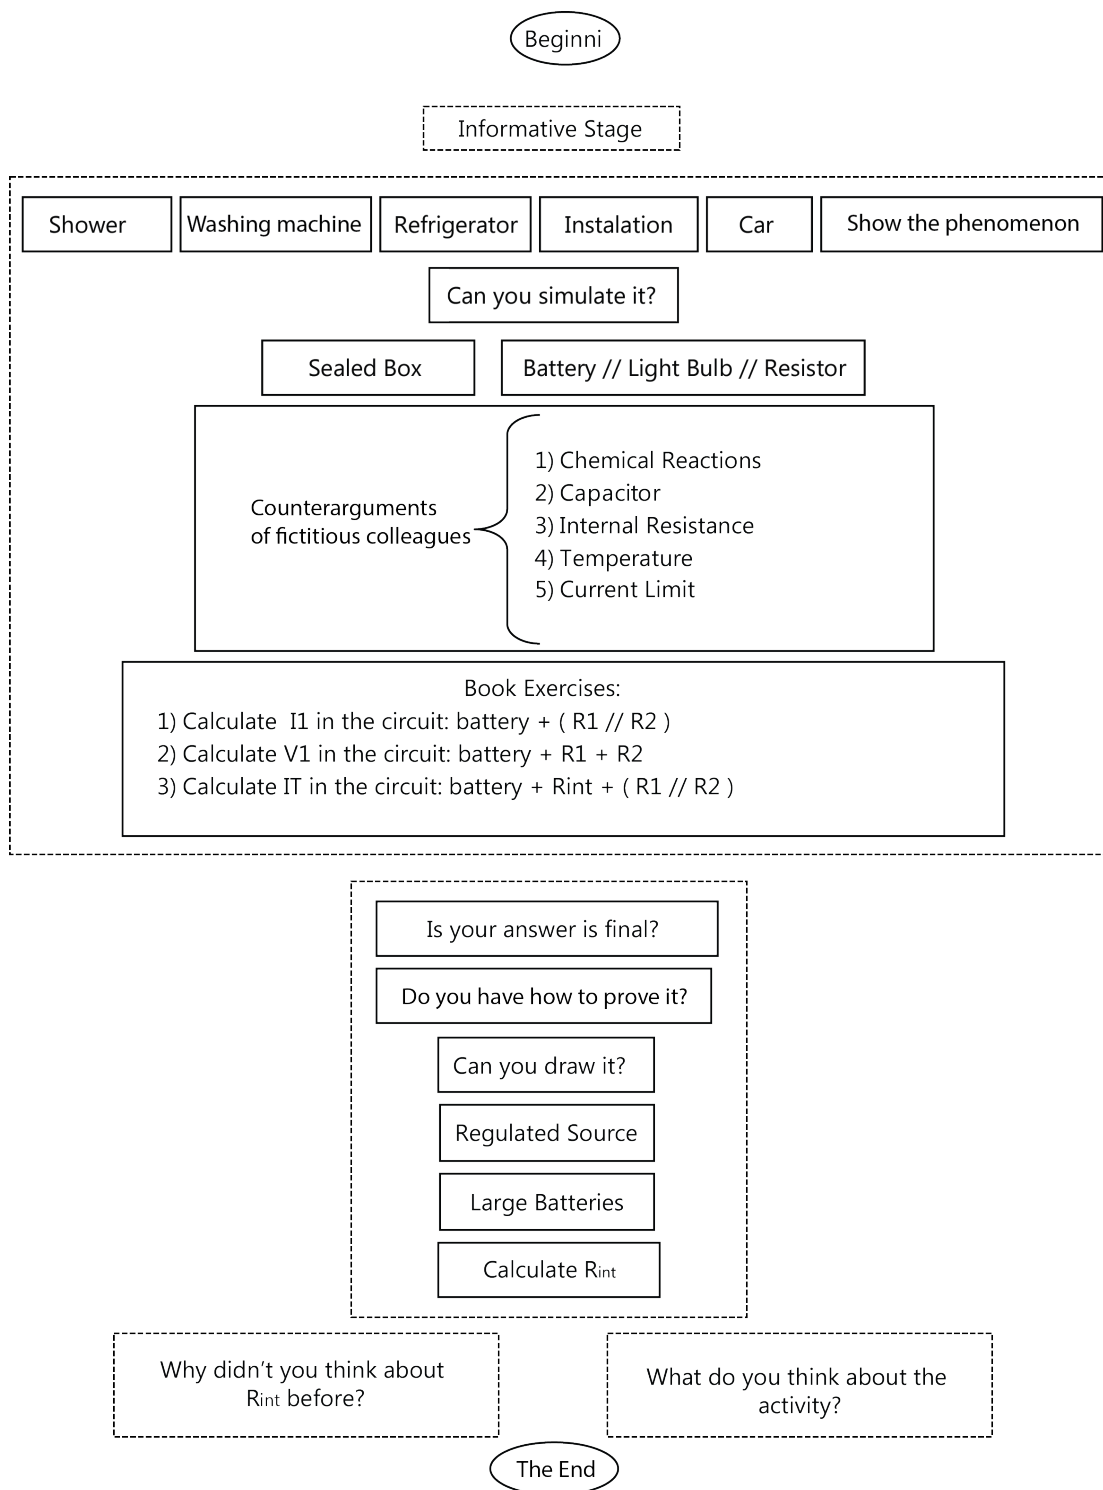 Beginni
Informative Stage
Shower
Washing machine
Refrigerator
Instalation
Car
Show the phenomenon
Can you simulate it?
Sealed Box
Battery // Light Bulb // Resistor
Counterarguments
of fictitious colleagues
1) Chemical Reactions
2) Capacitor
3) Internal Resistance
4) Temperature
5) Current Limit
Book Exercises:
1) Calculate I1 in the circuit: battery + ( R1 // R2 )
2) Calculate V1 in the circuit: battery + R1 + R2
3) Calculate IT in the circuit: battery + Rint + ( R1 // R2 )
Is your answer is final?
Do you have how to prove it?
Can you draw it?
Regulated Source
Large Batteries
Calculate Rint
Why didn't you think about
Rint before?
What do you think about the
activity?
The End